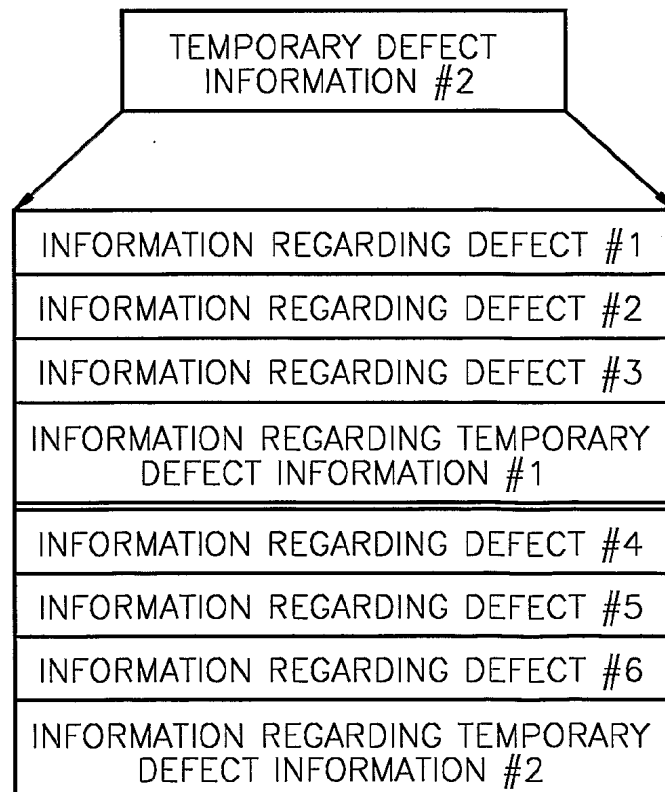 TEMPORARY DEFECT
INFORMATION #2
INFORMATION REGARDING DEFECT #1
INFORMATION REGARDING DEFECT #2
INFORMATION REGARDING DEFECT #3
INFORMATION REGARDING TEMPORARY
DEFECT INFORMATION #1
INFORMATION REGARDING DEFECT #4
INFORMATION REGARDING DEFECT #5
INFORMATION REGARDING DEFECT #6
INFORMATION REGARDING TEMPORARY
DEFECT INFORMATION #2